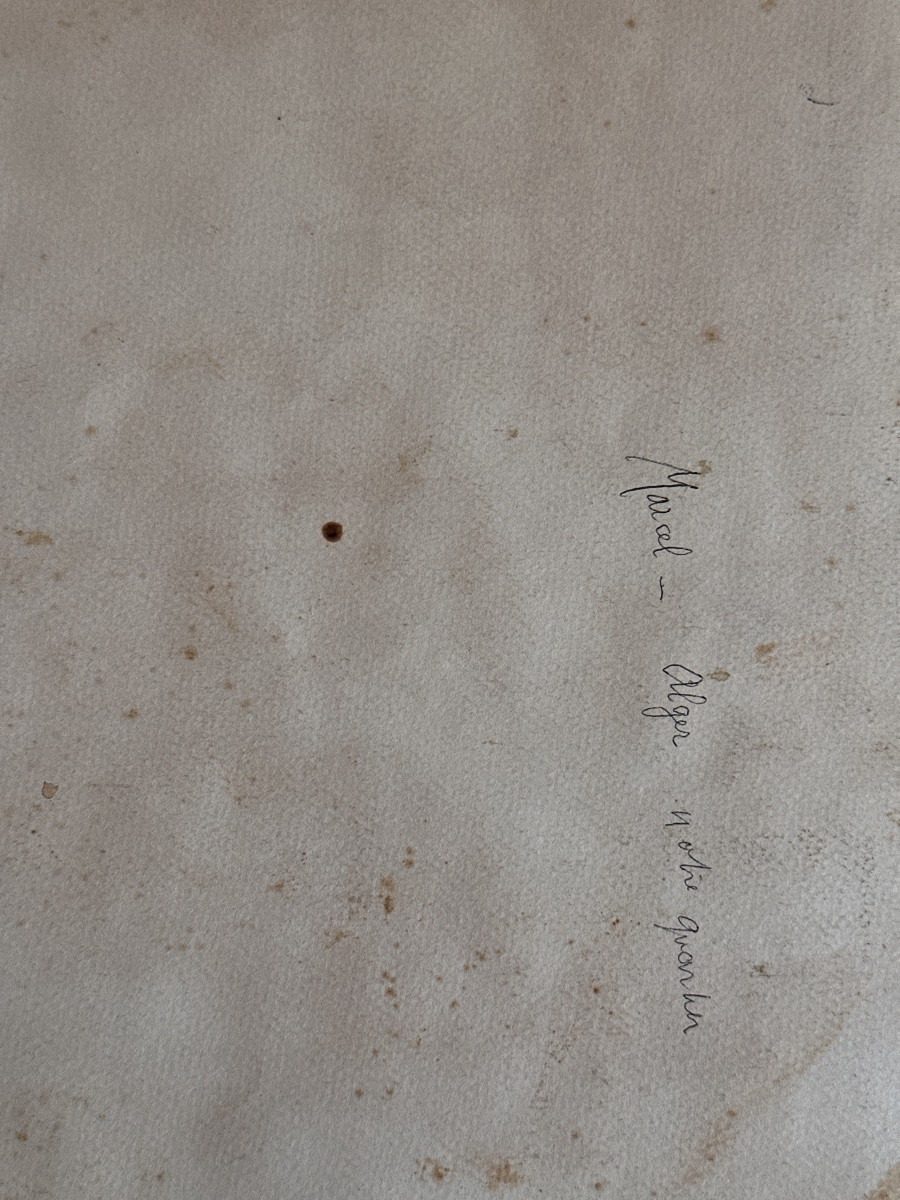 Marcel – Alger notre quartier